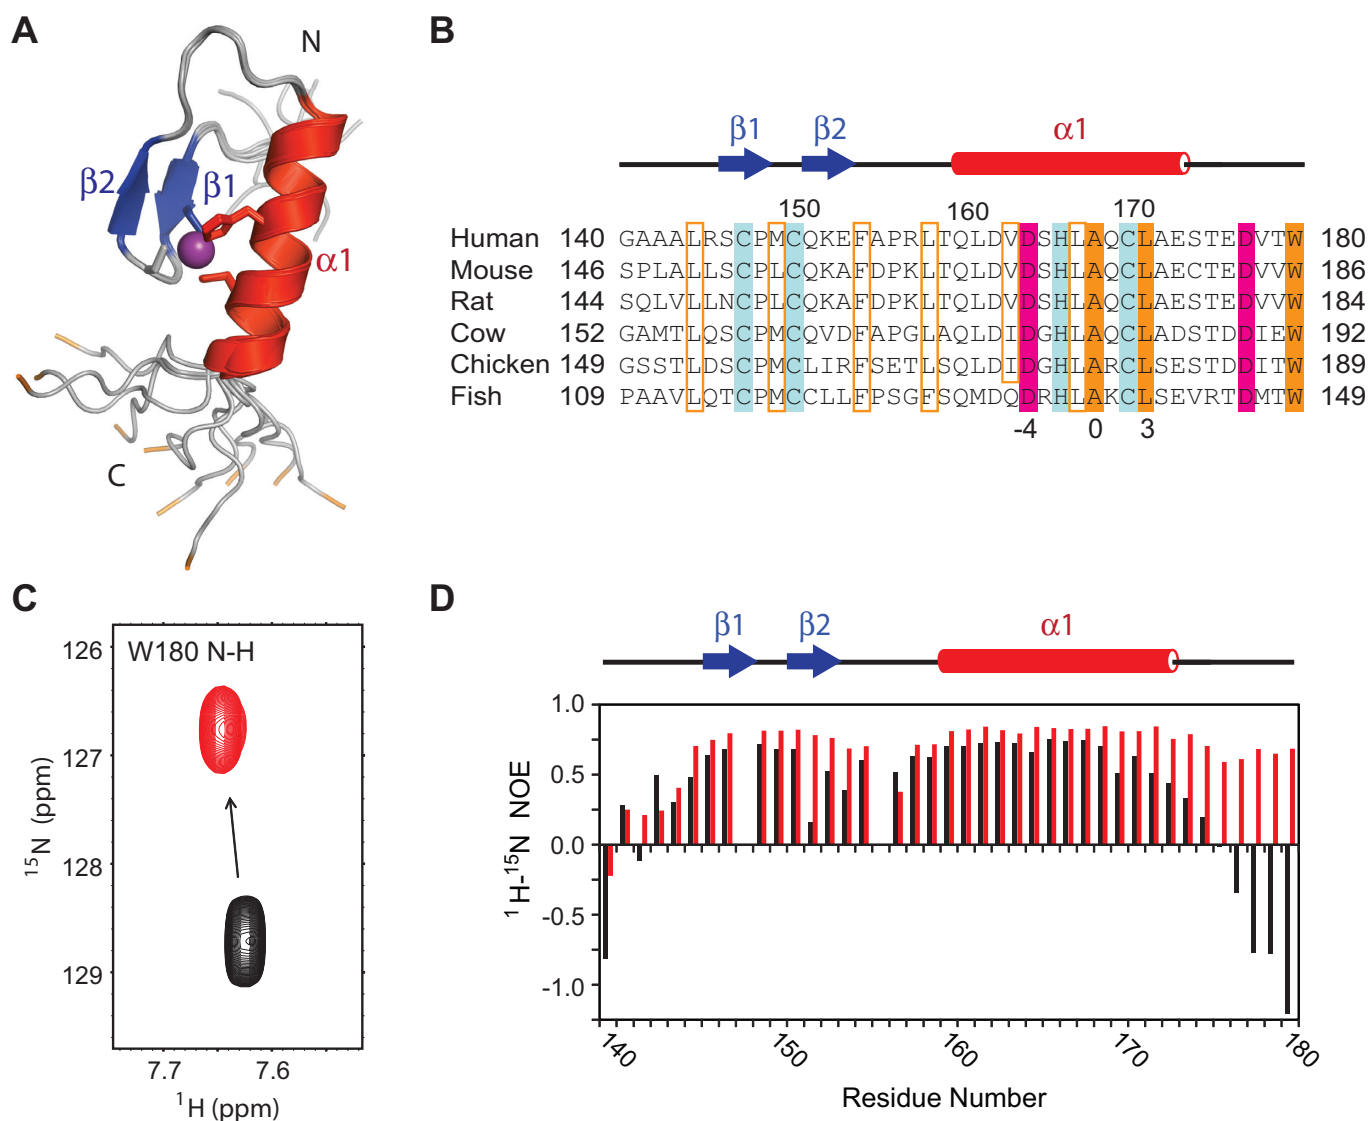 A
N
β2
β1
α1
C
B
β1 β2 α1
150 160 170
Human 140 GAAALRSCPMCQKEFAPRLTQLDVDSHLAQCLAESTEDVTW 180
Mouse 146 SPLALLSCPLCQKAFDPKLTQLDVDSHLAQCLAECTEDVVW 186
Rat 144 SQLVLLNCPLCQKAFDPKLTQLDVDSHLAQCLAESTEDVVW 184
Cow 152 GAMTLQSCPMCQVDFAPGLAQLDIDGHLAQCLADSTDDIEW 192
Chicken 149 GSSTLDSCPMCLIRFSETLSQLDIDGHLARCLSESTDDITW 189
Fish 109 PAAVLQTCPMCCLLFPSGFSQMDQDRHLAKCLSEVRTDMTW 149
-4 0 3
C
W180 N-H
126
127
128
129
15N (ppm)
7.7 7.6
1H (ppm)
D
β1 β2 α1
1.0
0.5
0.0
-0.5
-1.0
1H-15N NOE
140 150 160 170 180
Residue Number